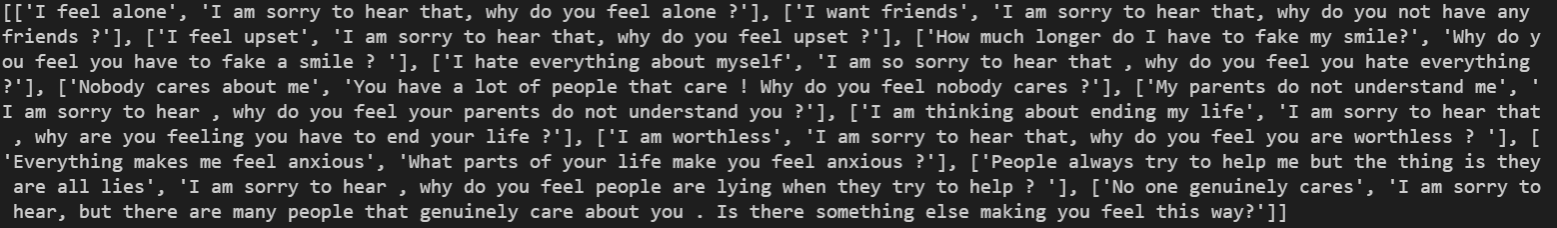 [['I feel alone', 'I am sorry to hear that, why do you feel alone ?'], ['I want friends', 'I am sorry to hear that, why do you not have any
friends ?'], ['I feel upset', 'I am sorry to hear that, why do you feel upset ?'], ['How much longer do I have to fake my smile?', 'Why do y
ou feel you have to fake a smile ? '], ['I hate everything about myself', 'I am so sorry to hear that , why do you feel you hate everything
?'], ['Nobody cares about me', 'You have a lot of people that care ! Why do you feel nobody cares ?'], ['My parents do not understand me', '
I am sorry to hear , why do you feel your parents do not understand you ?'], ['I am thinking about ending my life', 'I am sorry to hear that
 , why are you feeling you have to end your life ?'], ['I am worthless', 'I am sorry to hear that, why do you feel you are worthless ? '], [
'Everything makes me feel anxious', 'What parts of your life make you feel anxious ?'], ['People always try to help me but the thing is they
 are all lies', 'I am sorry to hear , why do you feel people are lying when they try to help ? '], ['No one genuinely cares', 'I am sorry to
 hear, but there are many people that genuinely care about you . Is there something else making you feel this way?']]